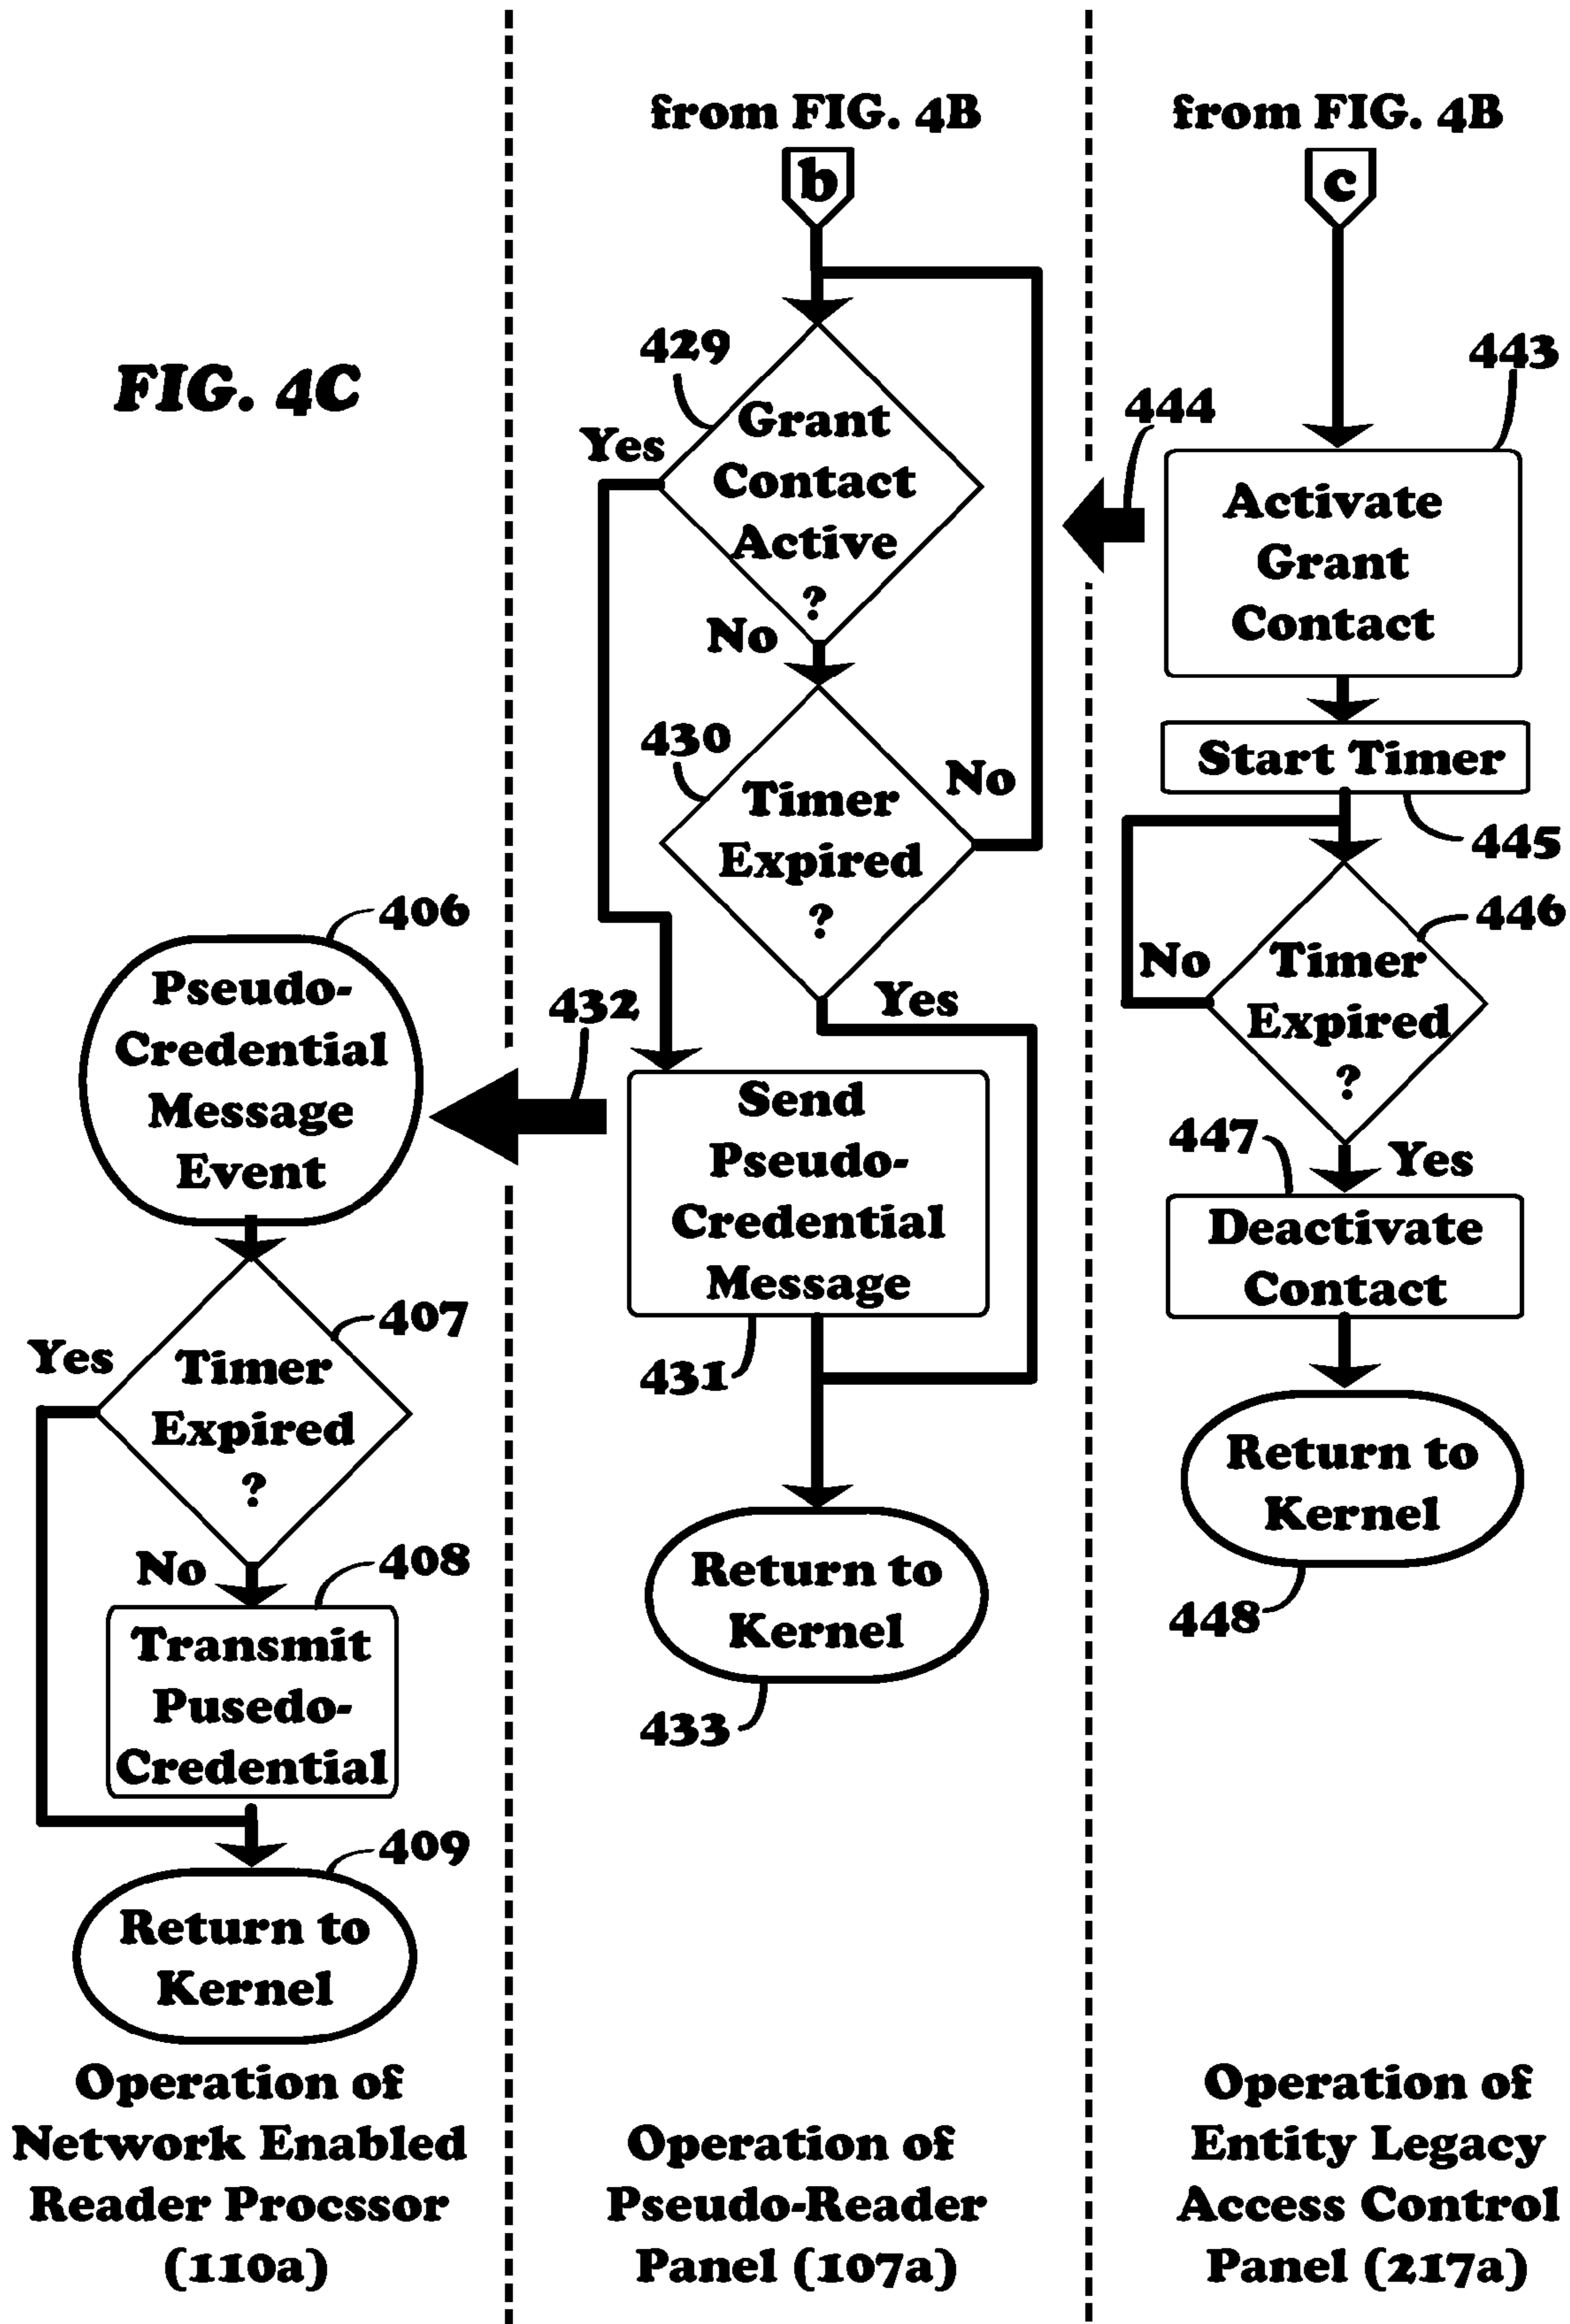 FIG. 4C
406
Pseudo-
Credential
Message
Event
407
Yes
Timer
Expired
?
No
408
Transmit
Pusedo-
Credential
409
Return to
Kernel
Operation of
Network Enabled
Reader Procssor
(110a)
from FIG. 4B
b
429
Grant
Contact
Active
?
Yes
No
430
Timer
Expired
?
No
Yes
432
Send
Pseudo-
Credential
Message
431
Return to
Kernel
433
Operation of
Pseudo-Reader
Panel (107a)
from FIG. 4B
c
443
444
Activate
Grant
Contact
Start Timer
445
446
No
Timer
Expired
?
447
Yes
Deactivate
Contact
Return to
Kernel
448
Operation of
Entity Legacy
Access Control
Panel (217a)